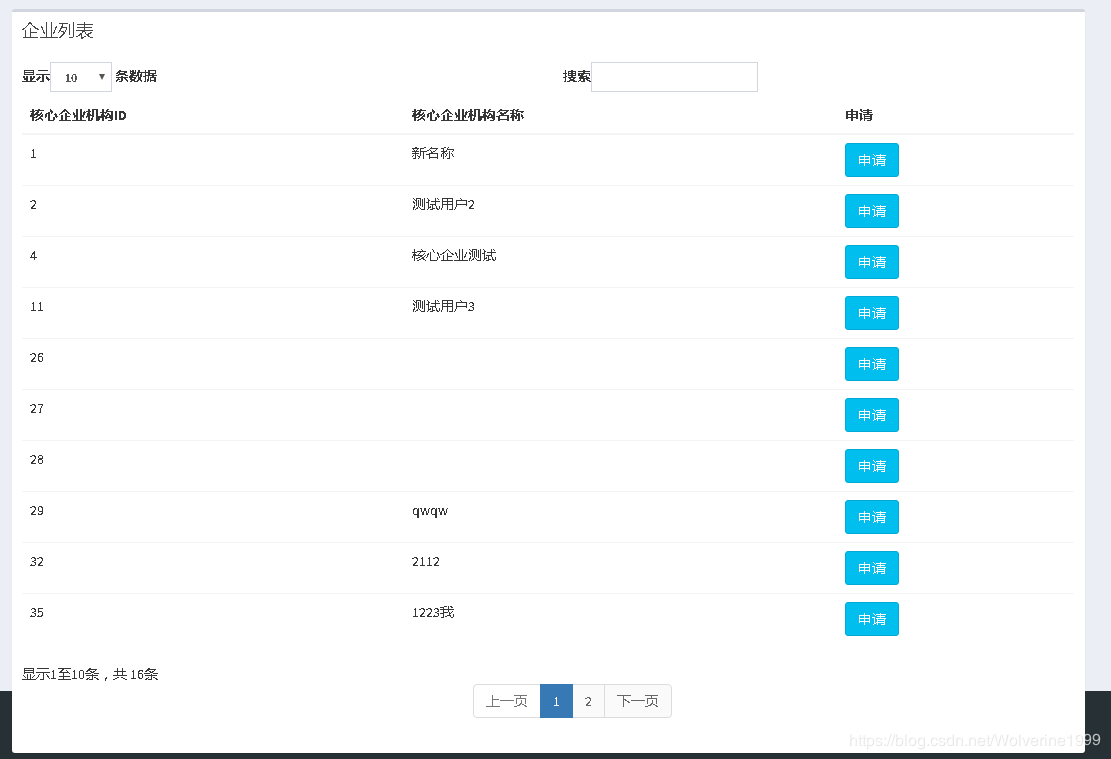 企业列表
显示 10 条数据 搜索
核心企业机构ID 核心企业机构名称 申请
1 新名称 申请
2 测试用户2 申请
4 核心企业测试 申请
11 测试用户3 申请
26 申请
27 申请
28 申请
29 qwqw 申请
32 2112 申请
35 1223我 申请
显示1至10条，共 16条
上一页 1 2 下一页
https://blog.csdn.net/Wolverine1999